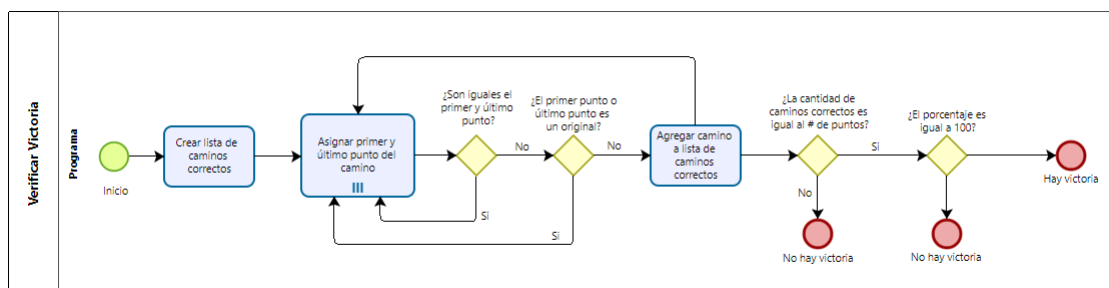 Verificar Victoria
Programa
Inicio
Crear lista de
caminos
correctos
Asignar primer y
último punto del
camino
¿Son iguales el
primer y último
punto?
No
Si
¿El primer punto o
último punto es
un original?
No
Si
Agregar camino
a lista de
caminos
correctos
¿La cantidad de
caminos correctos es
igual al # de puntos?
Si
No
No hay victoria
¿El porcentaje es
igual a 100?
No hay victoria
Hay victoria